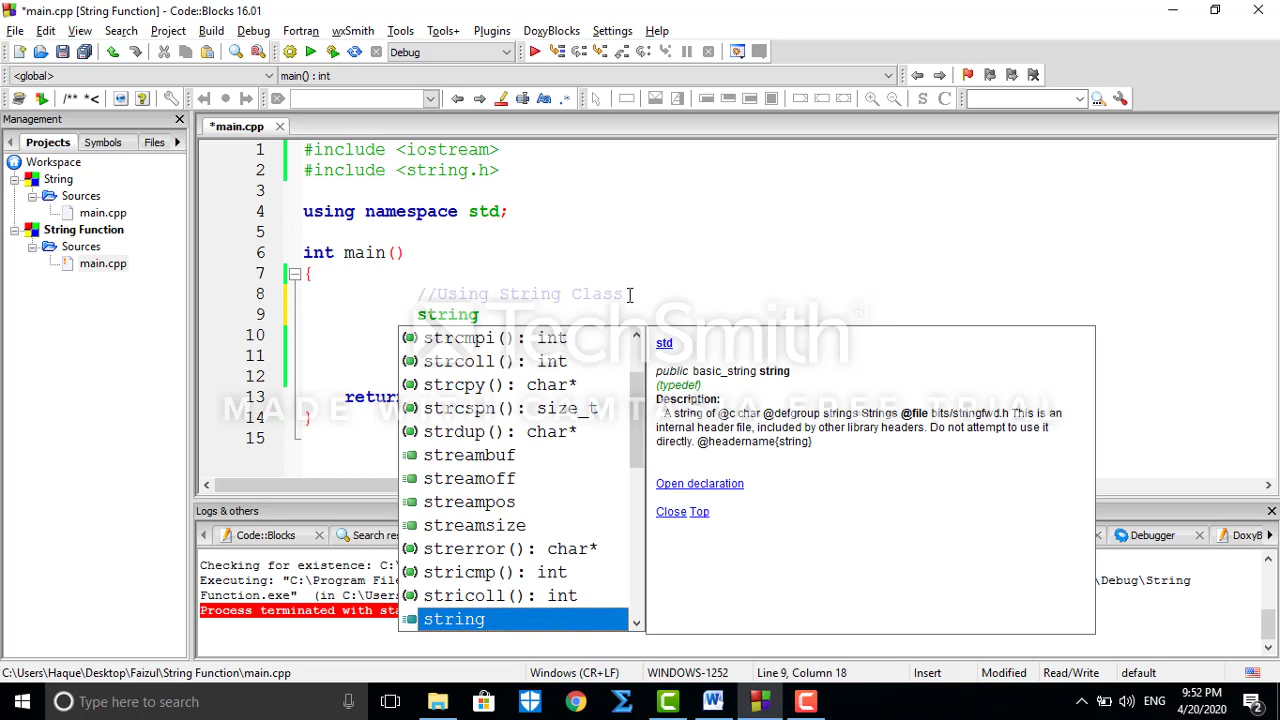 *main.cpp [String Function] - Code::Blocks 16.01
File Edit View Search Project Build Debug Fortran wxSmith Tools Tools+ Plugins DoxyBlocks Settings Help
Debug
<global> main() : int
/** *<
S C
Management
Projects Symbols Files
Workspace
String
Sources
main.cpp
String Function
Sources
main.cpp
*main.cpp
1 #include <iostream>
2 #include <string.h>
3
4 using namespace std;
5
6 int main()
7 {
8 //Using String Class
9 string
10
11
12
13 return
14 }
15
strcmpi(): int
strcoll(): int
strcpy(): char*
strcspn(): size_t
strdup(): char*
streambuf
streamoff
streampos
streamsize
strerror(): char*
stricmp(): int
stricoll(): int
string
std
public basic_string string
(typedef)
Description:
A string of @c char @defgroup strings Strings @file bits/stringfwd.h This is an
internal header file, included by other library headers. Do not attempt to use it
directly. @headername{string}
Open declaration
Close Top
TechSmith
MADE WITH CAMTASIA FREE TRIAL
Logs & others
Code::Blocks Search res Debugger DoxyB
Checking for existence: C:\
Executing: "C:\Program File \Debug\String
Function.exe" (in C:\Users
Process terminated with sta
C:\Users\Haque\Desktop\Faizul\String Function\main.cpp Windows (CR+LF) WINDOWS-1252 Line 9, Column 18 Insert Modified Read/Write default
Type here to search
ENG
9:52 PM
4/20/2020
2